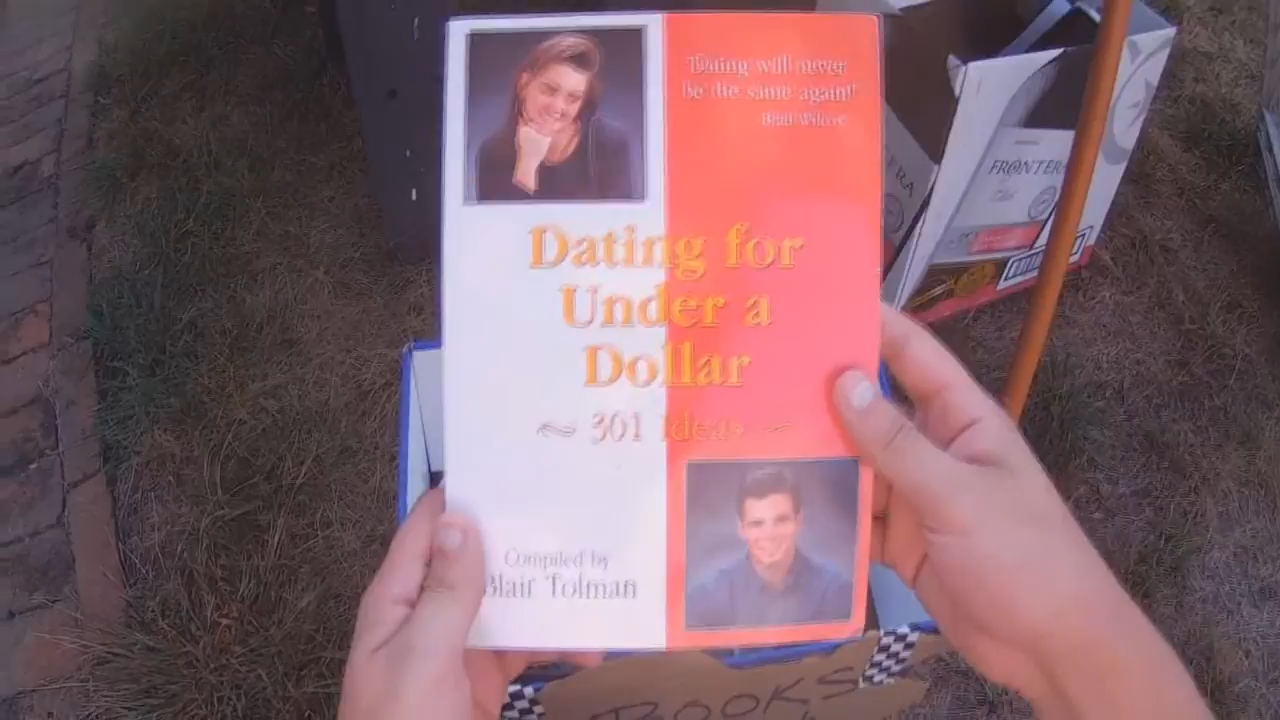 Dating will never
be the same again!
Dating for
Under a
Dollar
~ 301 Ideas ~
Compiled by
Blair Tolman
FRONTERA
RA
BOOKS